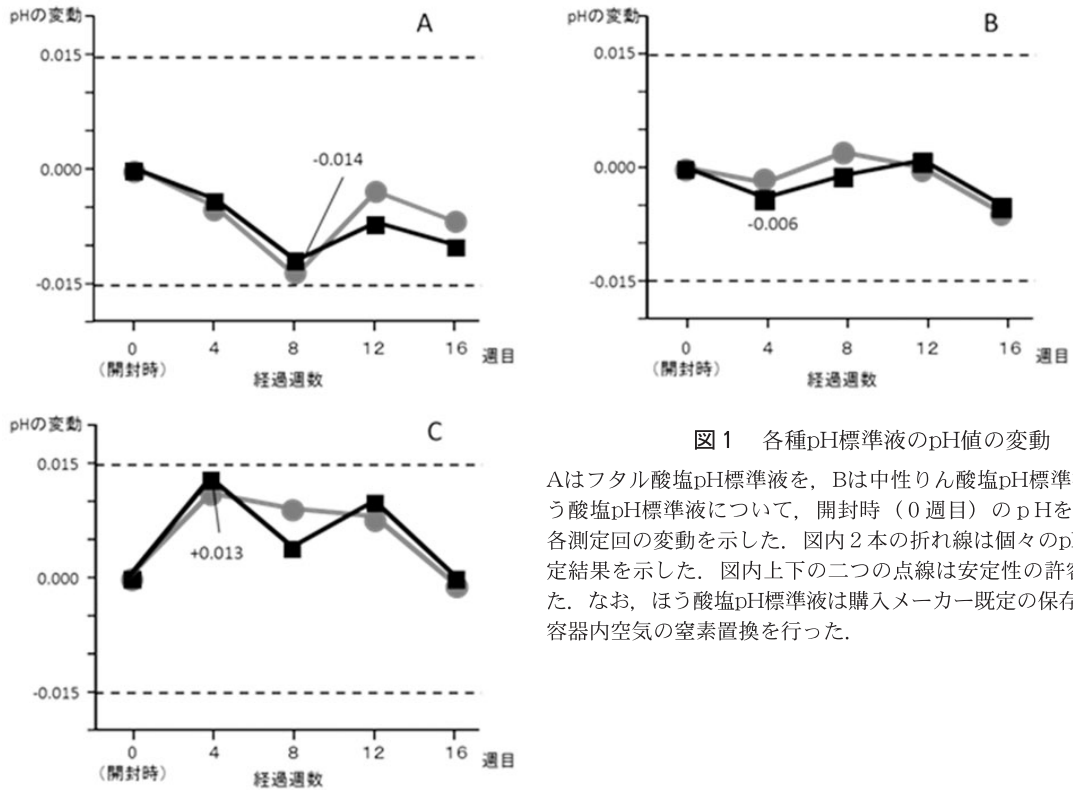 pHの変動
A
0.015
0.000
-0.015
-0.014
0 4 8 12 16 週目
(開封時)
経過週数
pHの変動
B
0.015
0.000
-0.015
-0.006
0 4 8 12 16 週目
(開封時)
経過週数
pHの変動
C
0.015
0.000
-0.015
+0.013
0 4 8 12 16 週目
(開封時)
経過週数
図1 各種pH標準液のpH値の変動
Aはフタル酸塩pH標準液を,Bは中性りん酸塩pH標準
う酸塩pH標準液について,開封時(0週目)のpHを
各測定回の変動を示した.図内2本の折れ線は個々のp
定結果を示した.図内上下の二つの点線は安定性の許容
た.なお,ほう酸塩pH標準液は購入メーカー既定の保存
容器内空気の窒素置換を行った.